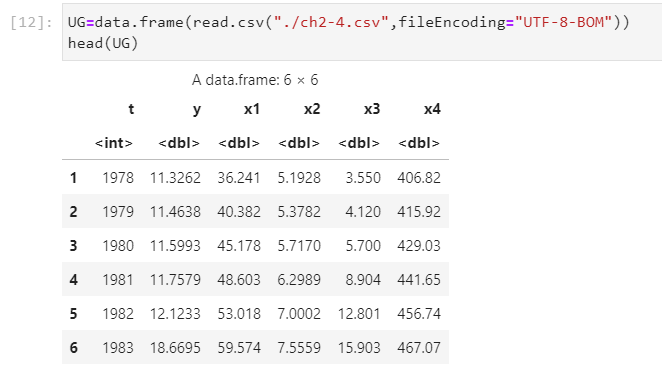 [12]: UG=data.frame(read.csv("./ch2-4.csv",fileEncoding="UTF-8-BOM"))
head(UG)
A data.frame: 6 × 6
t y x1 x2 x3 x4
<int> <dbl> <dbl> <dbl> <dbl> <dbl>
1 1978 11.3262 36.241 5.1928 3.550 406.82
2 1979 11.4638 40.382 5.3782 4.120 415.92
3 1980 11.5993 45.178 5.7170 5.700 429.03
4 1981 11.7579 48.603 6.2989 8.904 441.65
5 1982 12.1233 53.018 7.0002 12.801 456.74
6 1983 18.6695 59.574 7.5559 15.903 467.07